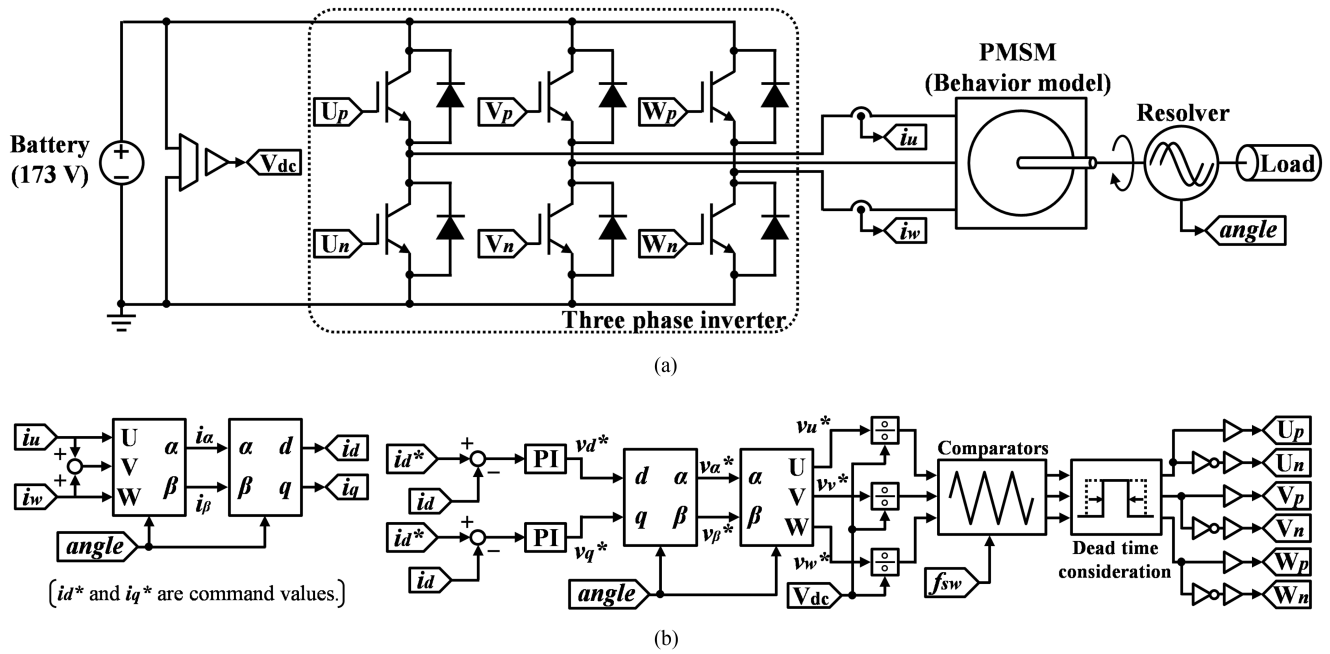 PMSM
(Behavior model)
Resolver
Battery
(173 V)
+
−
Vdc
Up
Vp
Wp
iu
Load
Un
Vn
Wn
iw
angle
Three phase inverter
(a)
iu
iw
+
+
U
V
W
α
β
iα
iβ
α
β
d
q
id
iq
angle
(id* and iq* are command values.)
id*
+
−
id
PI
vd*
id*
+
−
id
PI
vq*
d
q
α
β
vα*
vβ*
α
β
U
V
W
angle
vu*
vv*
vw*
÷
÷
÷
Vdc
Comparators
fsw
Dead time
consideration
Up
Un
Vp
Vn
Wp
Wn
(b)